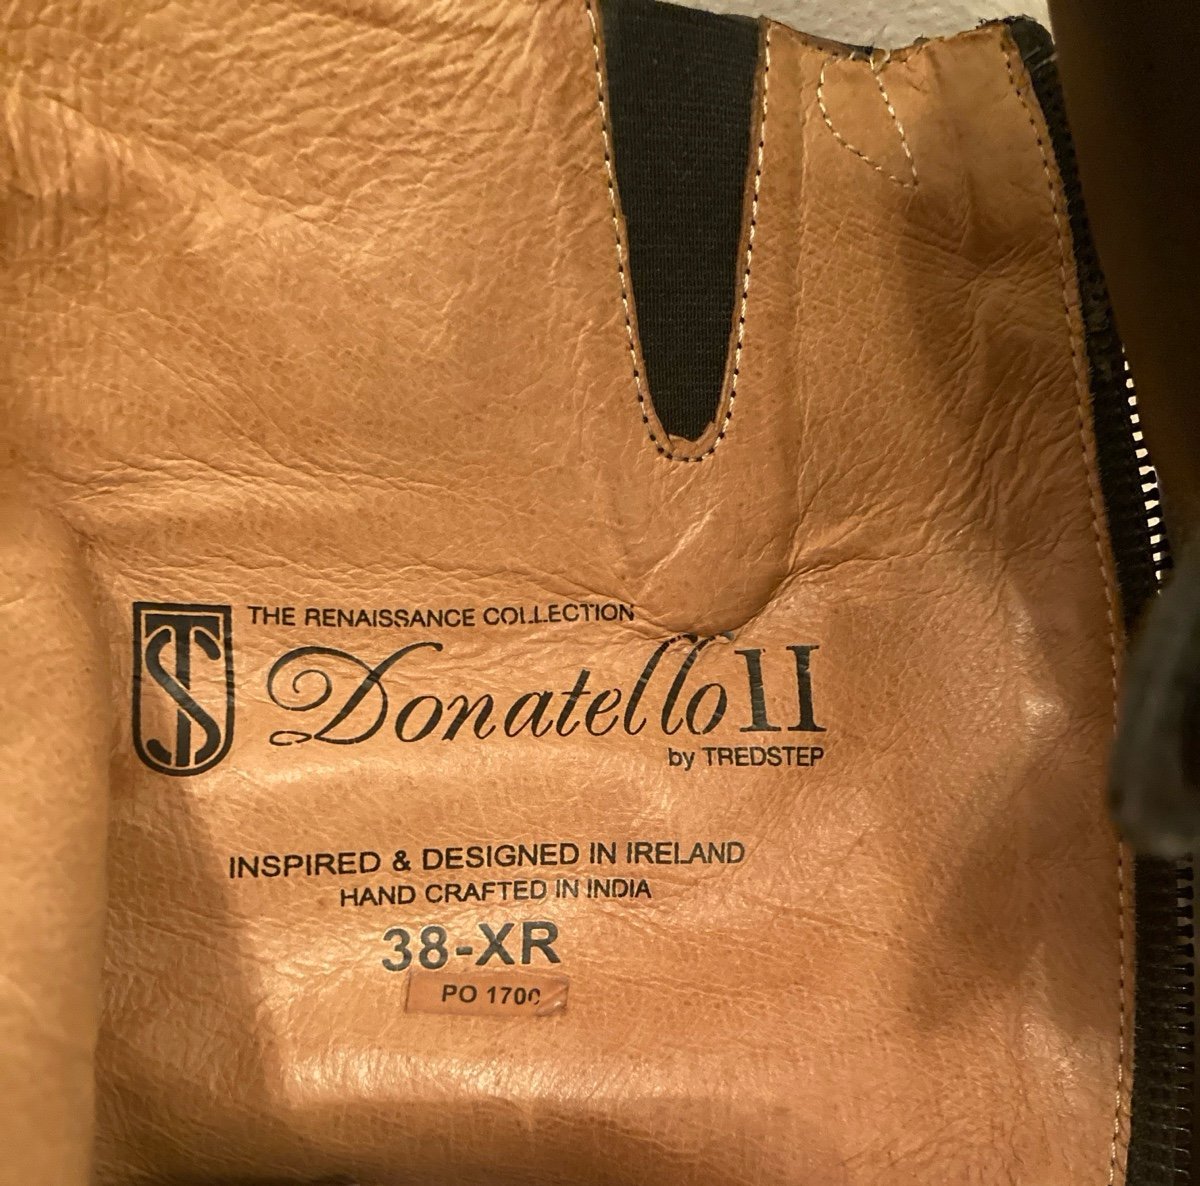 TS
THE RENAISSANCE COLLECTION
Donatello II
by TREDSTEP
INSPIRED & DESIGNED IN IRELAND
HAND CRAFTED IN INDIA
38-XR
PO 1700